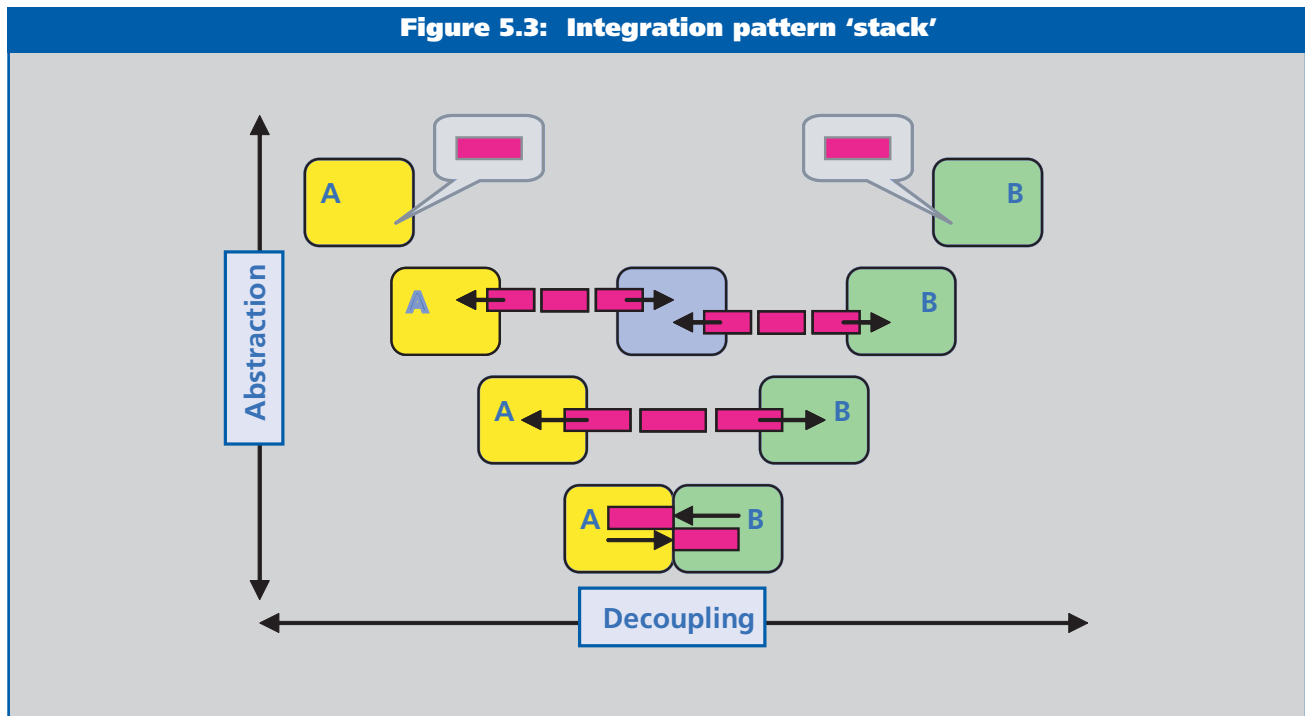 Figure 5.3: Integration pattern ‘stack’
A
B
Abstraction
A
B
A
B
A
B
Decoupling